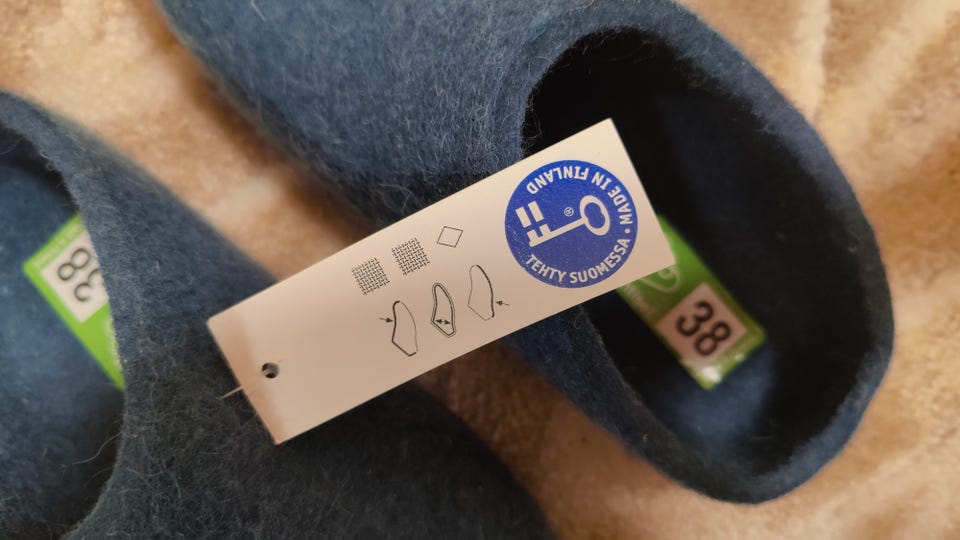 MADE IN FINLAND •
TEHTY SUOMESSA •
®
38
38